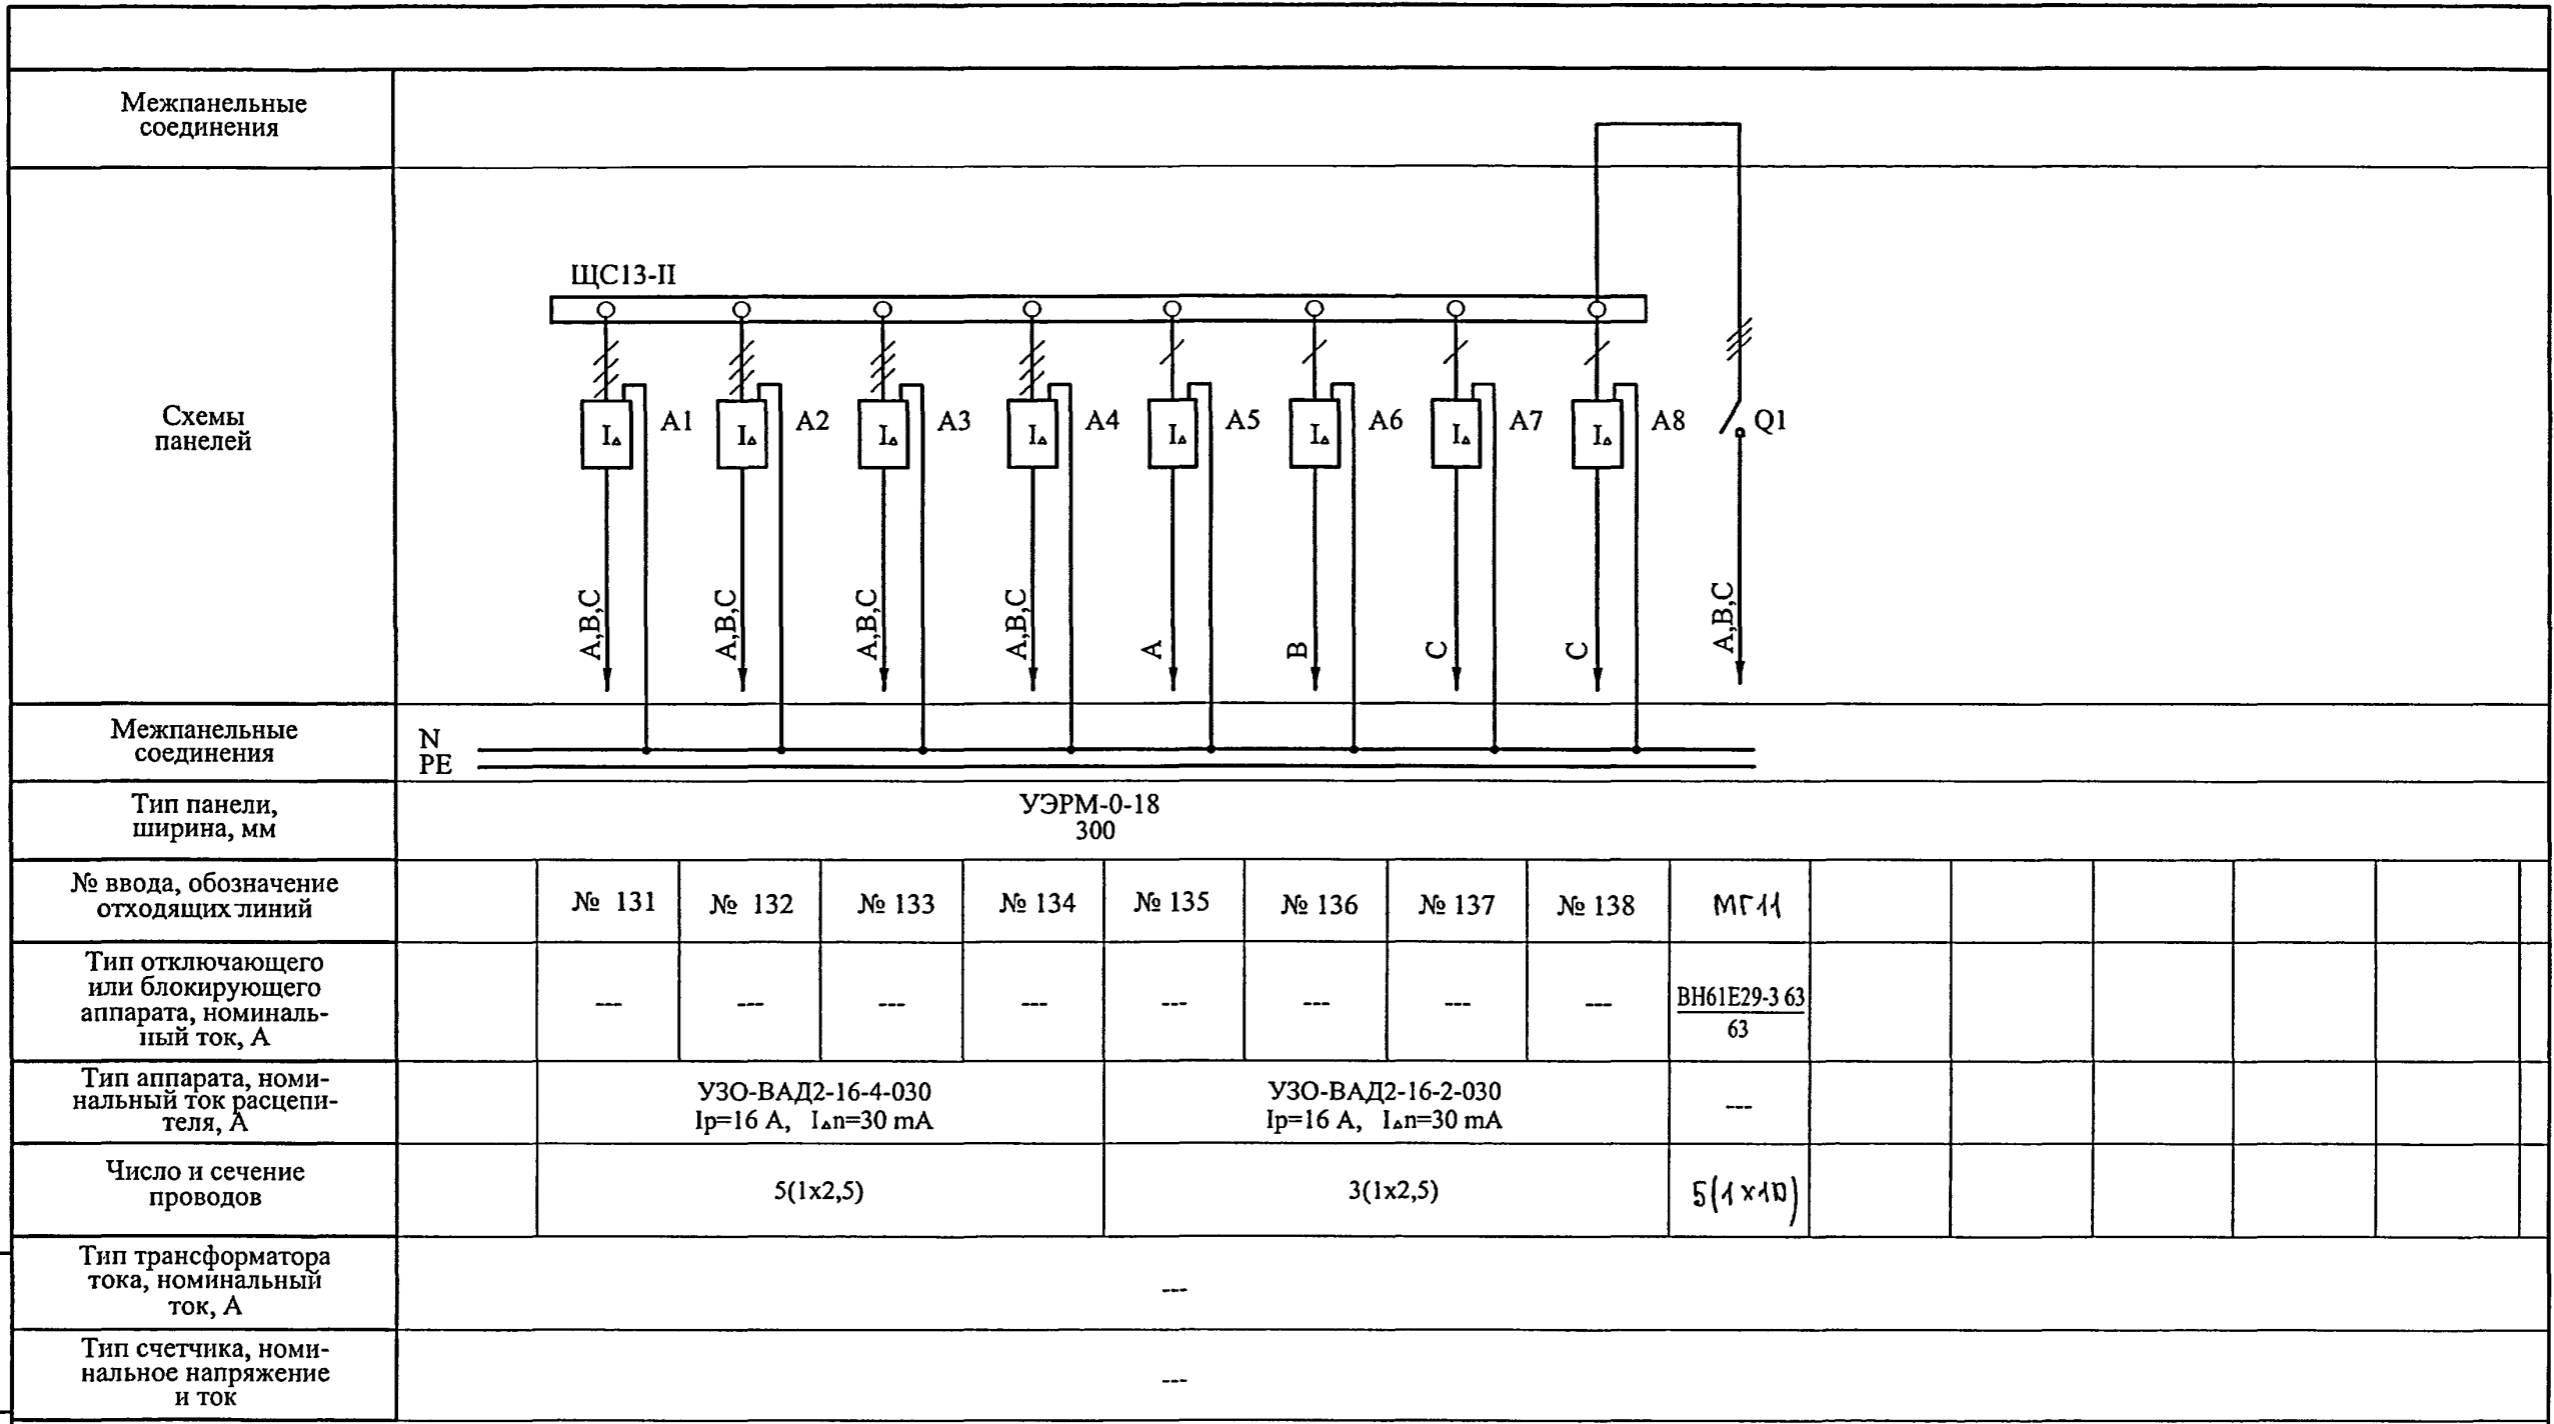 Межпанельные
соединения
ЩС13-II
Схемы
панелей
I▵ A1 I▵ A2 I▵ A3 I▵ A4 I▵ A5 I▵ A6 I▵ A7 I▵ A8 Q1
A,B,C A,B,C A,B,C A,B,C A B C C A,B,C
Межпанельные
соединения
N
PE
Тип панели,
ширина, мм
УЭРМ-0-18
300
№ ввода, обозначение
отходящих линий
№ 131 № 132 № 133 № 134 № 135 № 136 № 137 № 138 МГ11
Тип отключающего
или блокирующего
аппарата, номиналь-
ный ток, А
--- --- --- --- --- --- --- --- ВН61Е29-3 63
63
Тип аппарата, номи-
нальный ток расцепи-
теля, А
УЗО-ВАД2-16-4-030
Iр=16 А, I▵n=30 mA
УЗО-ВАД2-16-2-030
Iр=16 А, I▵n=30 mA
---
Число и сечение
проводов
5(1х2,5) 3(1х2,5) 5(1х10)
Тип трансформатора
тока, номинальный
ток, А
---
Тип счетчика, номи-
нальное напряжение
и ток
---